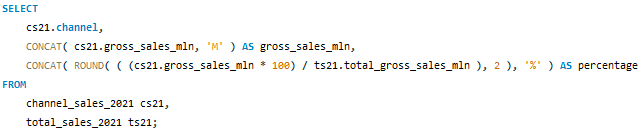 SELECT
    cs21.channel,
    CONCAT( cs21.gross_sales_mln, 'M' ) AS gross_sales_mln,
    CONCAT( ROUND( ( (cs21.gross_sales_mln * 100) / ts21.total_gross_sales_mln ), 2 ), '%' ) AS percentage
FROM
    channel_sales_2021 cs21,
    total_sales_2021 ts21;